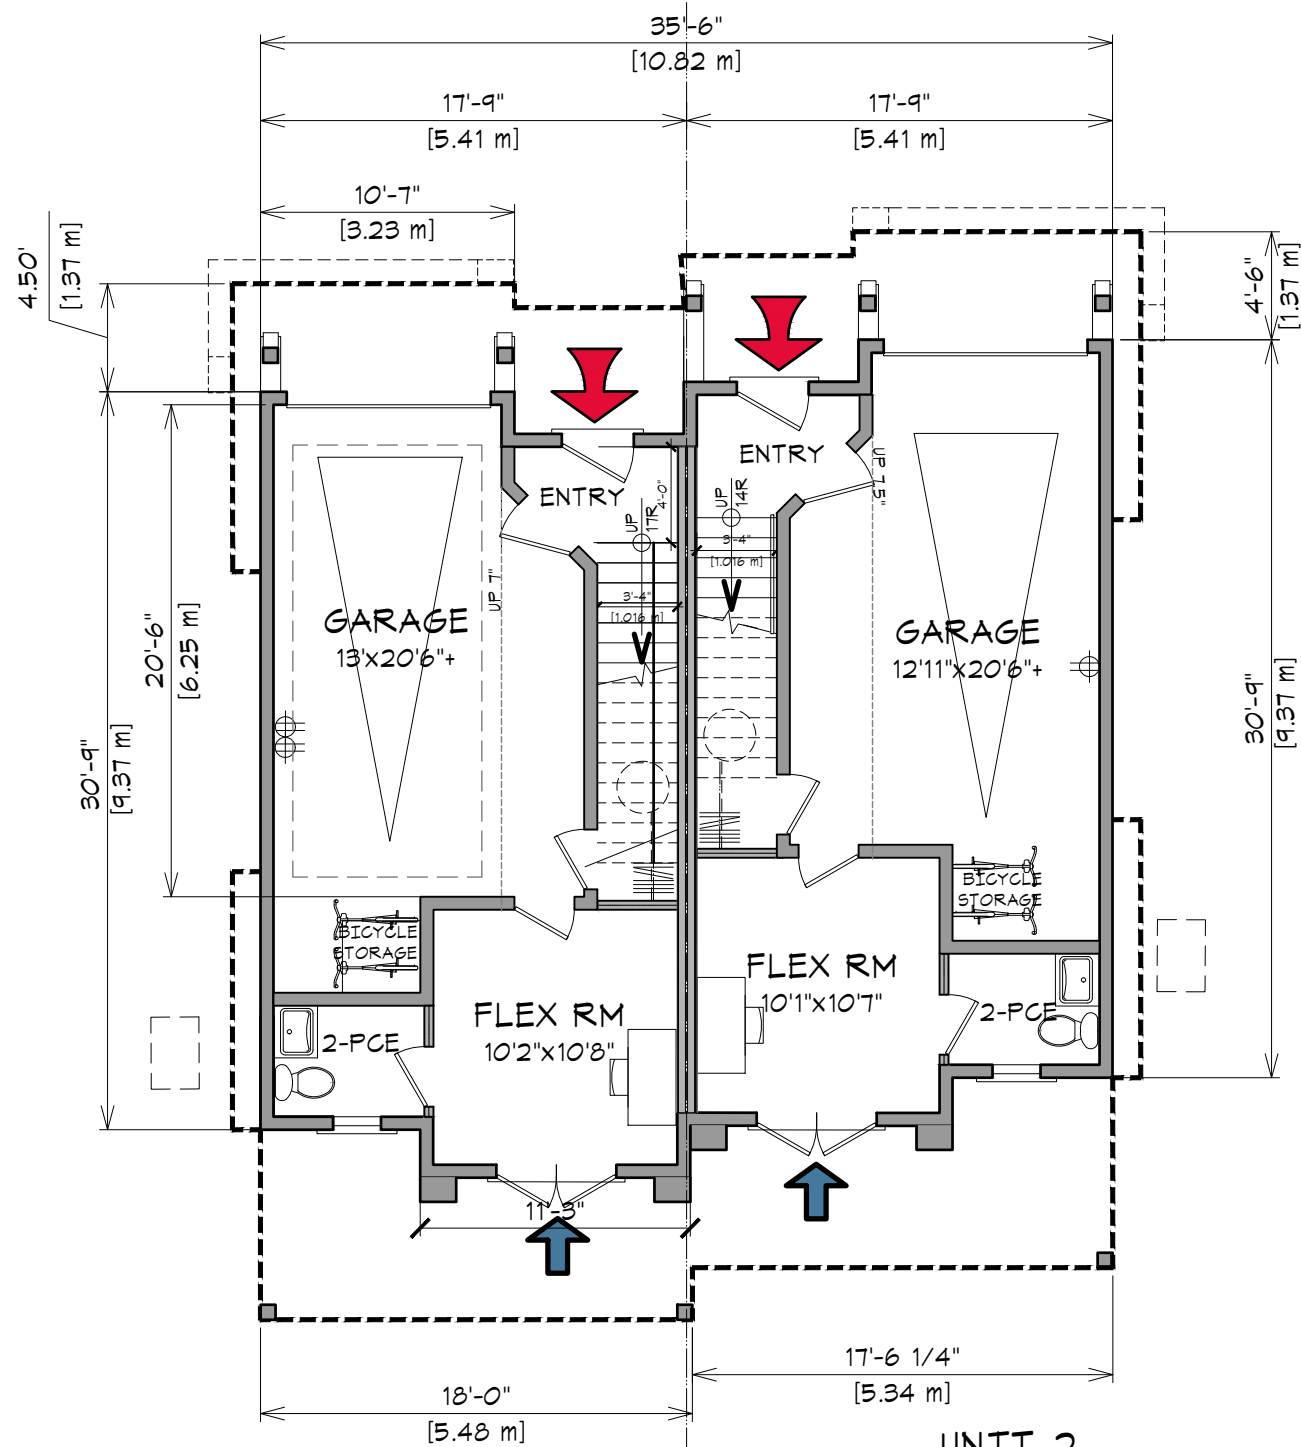 35'-6"
[10.82 m]
17'-9"
[5.41 m]
17'-9"
[5.41 m]
10'-7"
[3.23 m]
4.50'
[1.37 m]
4'-6"
[1.37 m]
ENTRY
ENTRY
UP 7.5"
UP
14R
UP
17R
4'-0"
3'-4"
[1.016 m]
3'-4"
[1.016 m]
UP 7"
GARAGE
13'x20'6"+
GARAGE
12'11"x20'6"+
20'-6"
[6.25 m]
30'-9"
[9.37 m]
30'-9"
[9.37 m]
BICYCLE
STORAGE
BICYCLE
STORAGE
FLEX RM
10'1"x10'7"
FLEX RM
10'2"x10'8"
2-PCE
2-PCE
11'-3"
17'-6 1/4"
[5.34 m]
18'-0"
[5.48 m]
UNIT 2